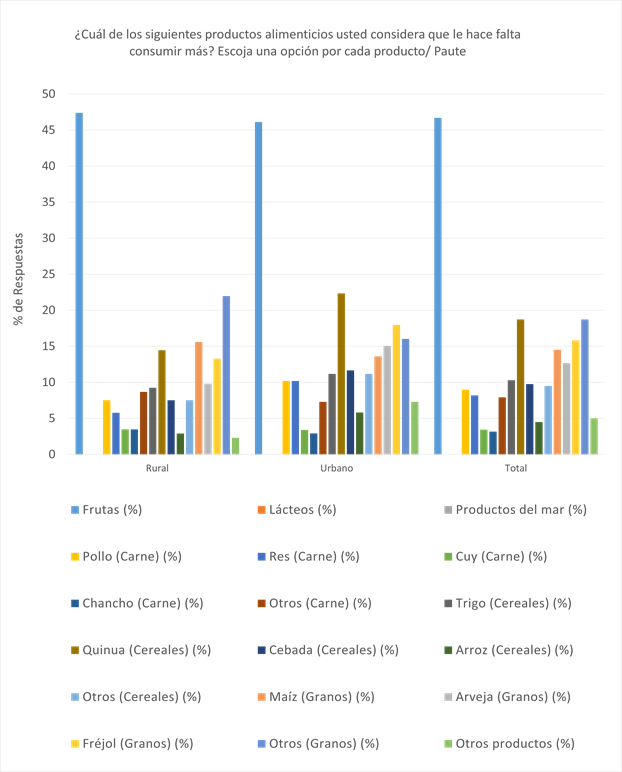 ¿Cuál de los siguientes productos alimenticios usted considera que le hace falta
consumir más? Escoja una opción por cada producto/ Paute
50
45
40
35
30
25
20
15
10
5
0
% de Respuestas
Rural Urbano Total
Frutas (%) Lácteos (%) Productos del mar (%)
Pollo (Carne) (%) Res (Carne) (%) Cuy (Carne) (%)
Chancho (Carne) (%) Otros (Carne) (%) Trigo (Cereales) (%)
Quinua (Cereales) (%) Cebada (Cereales) (%) Arroz (Cereales) (%)
Otros (Cereales) (%) Maíz (Granos) (%) Arveja (Granos) (%)
Fréjol (Granos) (%) Otros (Granos) (%) Otros productos (%)